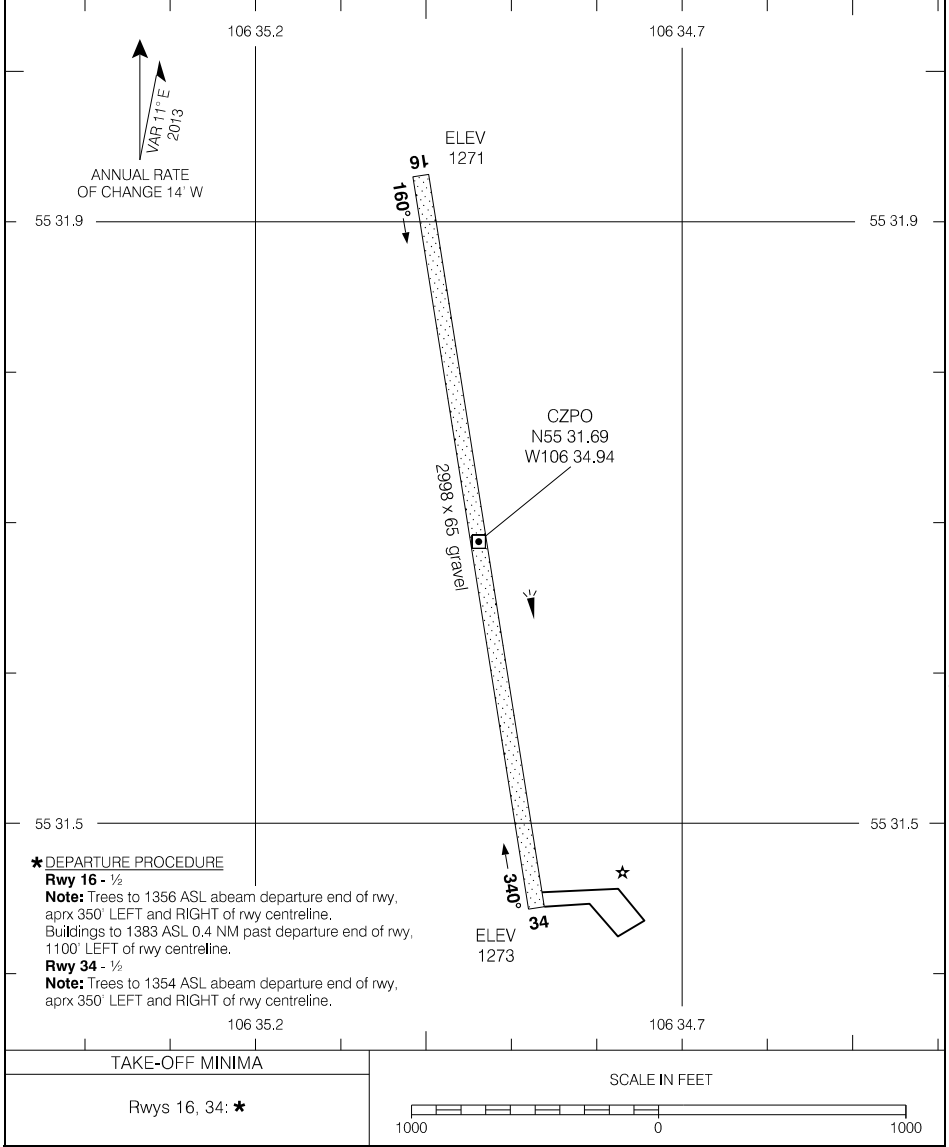 106 35.2
106 34.7
VAR 11° E
2013
ANNUAL RATE
OF CHANGE 14' W
ELEV
1271
16
160°
55 31.9
55 31.9
CZPO
N55 31.69
W106 34.94
2998 x 65 gravel
55 31.5
55 31.5
340°
34
ELEV
1273
* DEPARTURE PROCEDURE
Rwy 16 - ½
Note: Trees to 1356 ASL abeam departure end of rwy,
aprx 350' LEFT and RIGHT of rwy centreline.
Buildings to 1383 ASL 0.4 NM past departure end of rwy,
1100' LEFT of rwy centreline.
Rwy 34 - ½
Note: Trees to 1354 ASL abeam departure end of rwy,
aprx 350' LEFT and RIGHT of rwy centreline.
106 35.2
106 34.7
TAKE-OFF MINIMA
Rwys 16, 34: *
SCALE IN FEET
1000 0 1000